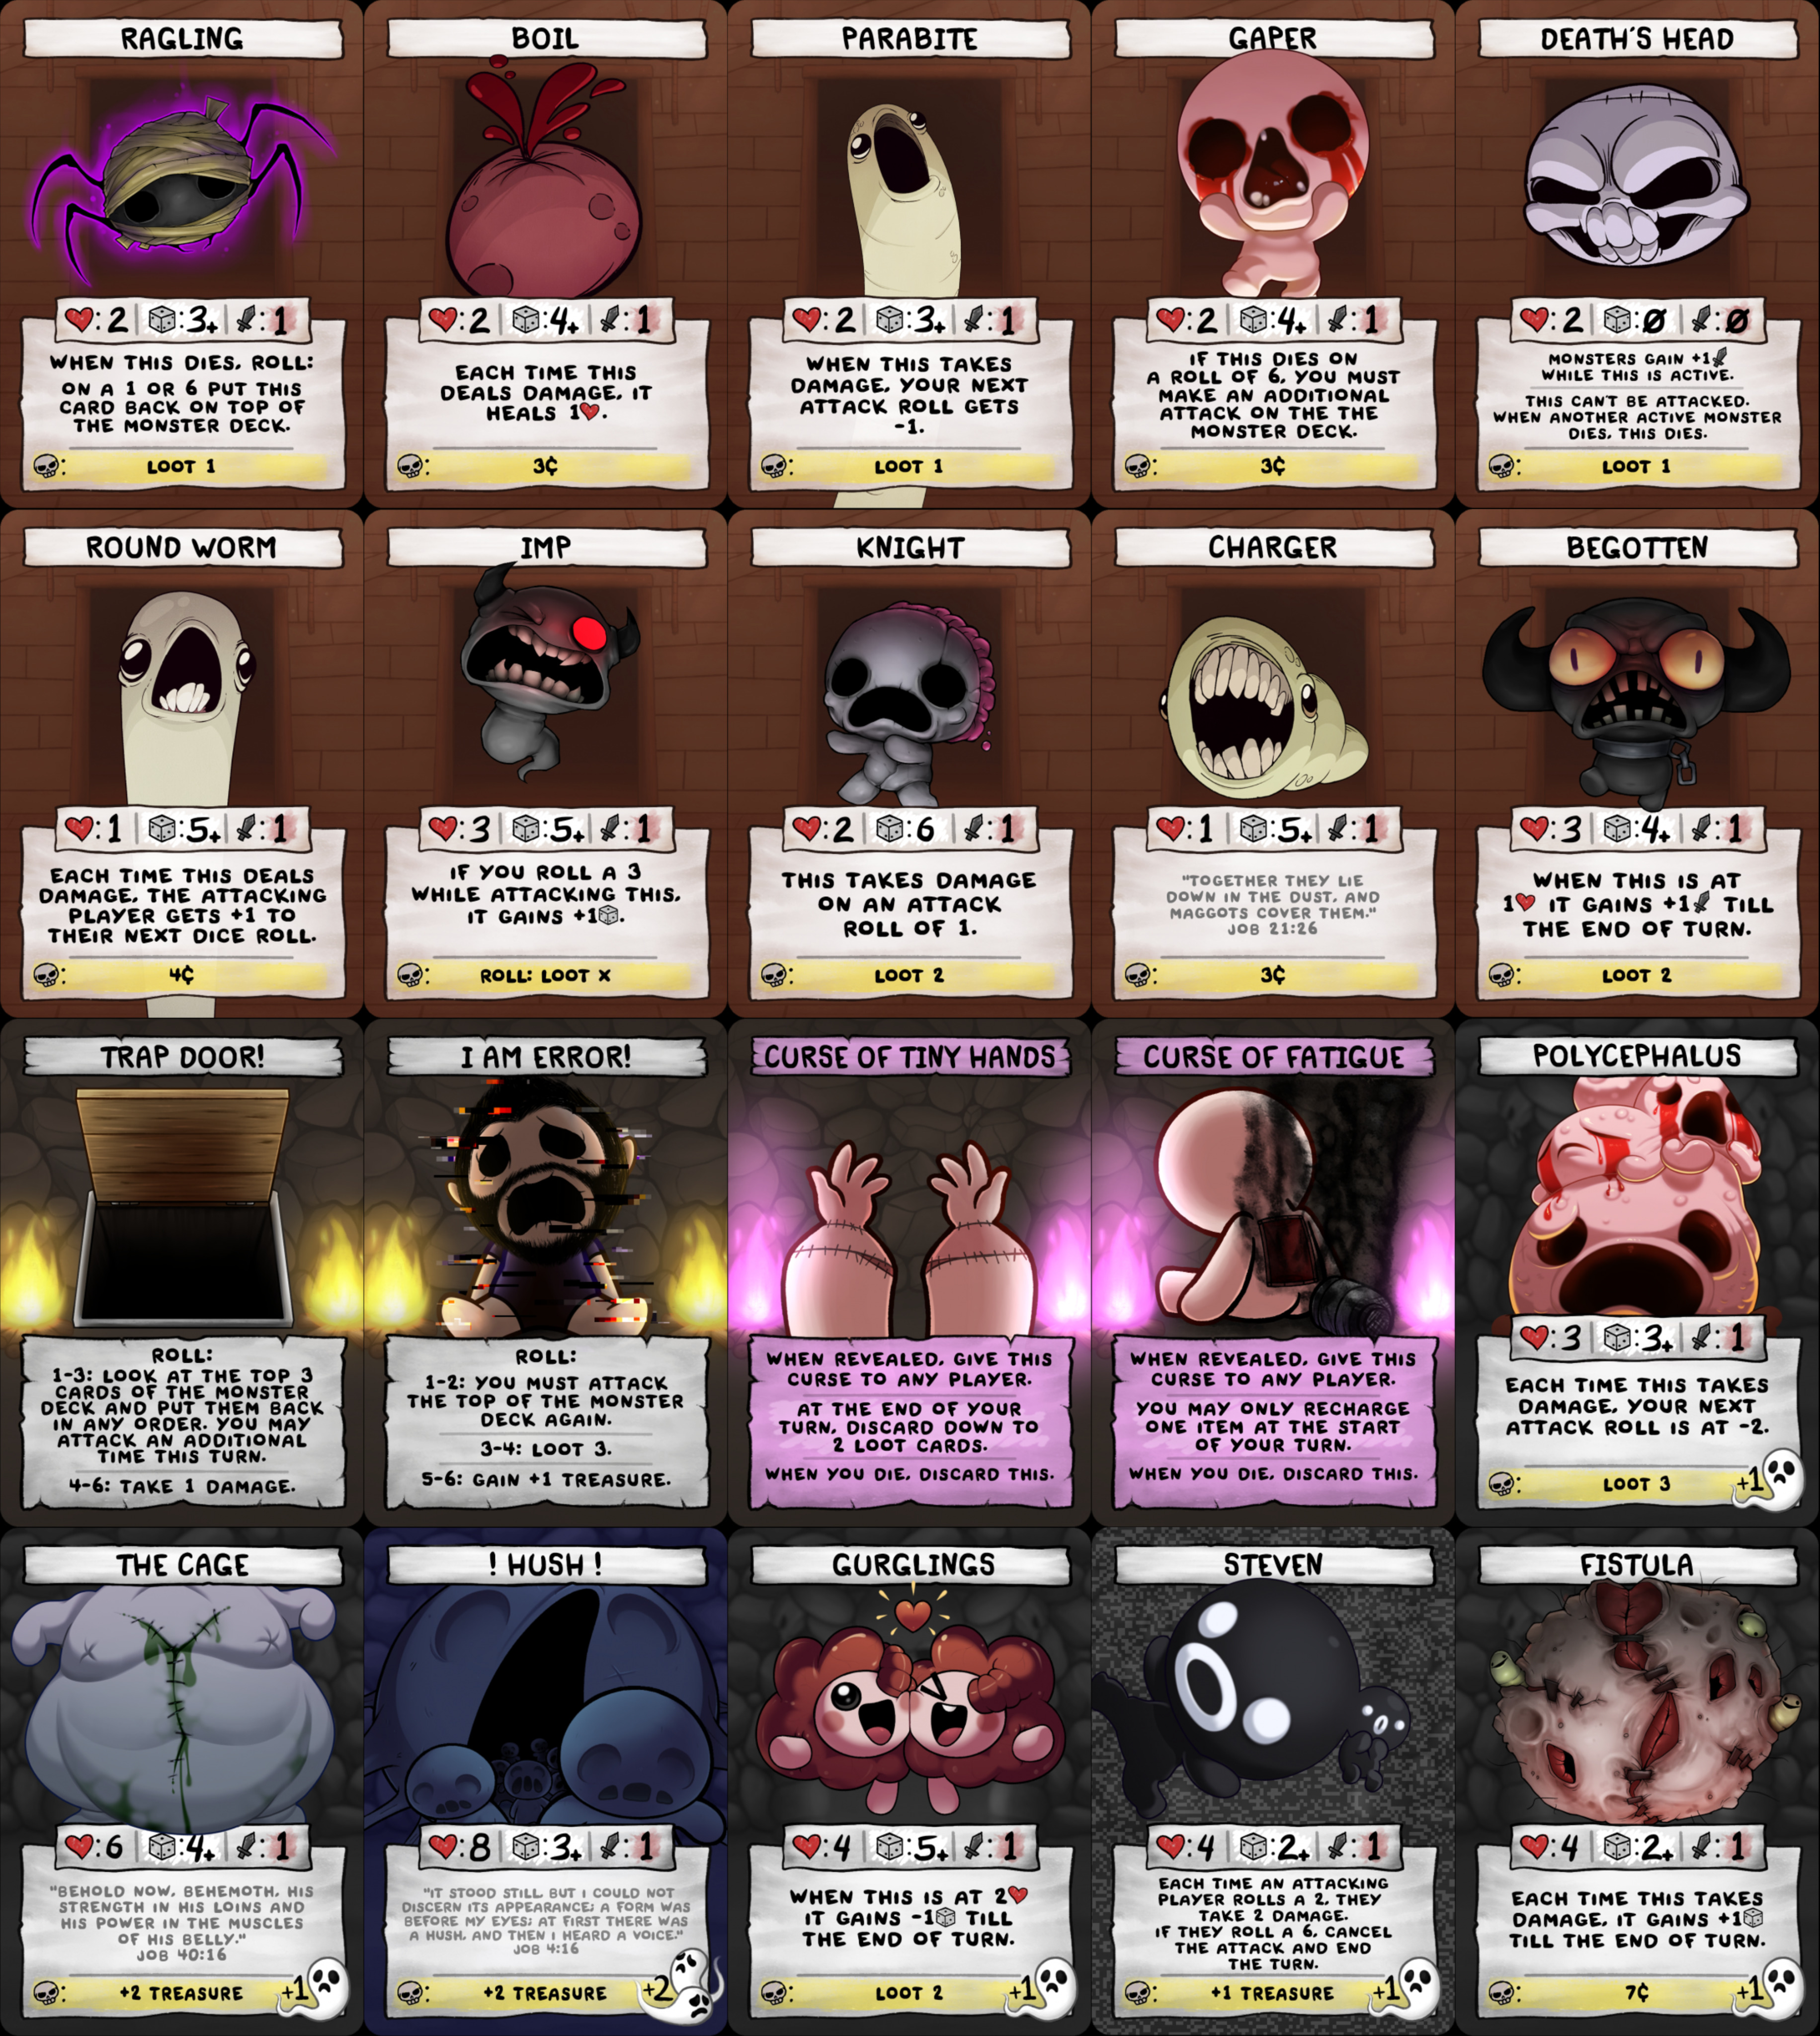 RAGLING
2 3+ 1
WHEN THIS DIES, ROLL:
ON A 1 OR 6 PUT THIS
CARD BACK ON TOP OF
THE MONSTER DECK.
: LOOT 1
BOIL
2 4+ 1
EACH TIME THIS
DEALS DAMAGE, IT
HEALS 1.
: 3¢
PARABITE
2 3+ 1
WHEN THIS TAKES
DAMAGE, YOUR NEXT
ATTACK ROLL GETS
-1.
: LOOT 1
GAPER
2 4+ 1
IF THIS DIES ON
A ROLL OF 6, YOU MUST
MAKE AN ADDITIONAL
ATTACK ON THE THE
MONSTER DECK.
: 3¢
DEATH'S HEAD
2 0 0
MONSTERS GAIN +1
WHILE THIS IS ACTIVE.
THIS CAN'T BE ATTACKED.
WHEN ANOTHER ACTIVE MONSTER
DIES, THIS DIES.
: LOOT 1
ROUND WORM
1 5+ 1
EACH TIME THIS DEALS
DAMAGE, THE ATTACKING
PLAYER GETS +1 TO
THEIR NEXT DICE ROLL.
: 4¢
IMP
3 5+ 1
IF YOU ROLL A 3
WHILE ATTACKING THIS,
IT GAINS +1.
: ROLL: LOOT X
KNIGHT
2 6 1
THIS TAKES DAMAGE
ON AN ATTACK
ROLL OF 1.
: LOOT 2
CHARGER
1 5+ 1
"TOGETHER THEY LIE
DOWN IN THE DUST, AND
MAGGOTS COVER THEM."
JOB 21:26
: 3¢
BEGOTTEN
3 4+ 1
WHEN THIS IS AT
1 IT GAINS +1 TILL
THE END OF TURN.
: LOOT 2
TRAP DOOR!
ROLL:
1-3: LOOK AT THE TOP 3
CARDS OF THE MONSTER
DECK AND PUT THEM BACK
IN ANY ORDER. YOU MAY
ATTACK AN ADDITIONAL
TIME THIS TURN.
4-6: TAKE 1 DAMAGE.
I AM ERROR!
ROLL:
1-2: YOU MUST ATTACK
THE TOP OF THE MONSTER
DECK AGAIN.
3-4: LOOT 3.
5-6: GAIN +1 TREASURE.
CURSE OF TINY HANDS
WHEN REVEALED, GIVE THIS
CURSE TO ANY PLAYER.
AT THE END OF YOUR
TURN, DISCARD DOWN TO
2 LOOT CARDS.
WHEN YOU DIE, DISCARD THIS.
CURSE OF FATIGUE
WHEN REVEALED, GIVE THIS
CURSE TO ANY PLAYER.
YOU MAY ONLY RECHARGE
ONE ITEM AT THE START
OF YOUR TURN.
WHEN YOU DIE, DISCARD THIS.
POLYCEPHALUS
3 3+ 1
EACH TIME THIS TAKES
DAMAGE, YOUR NEXT
ATTACK ROLL IS AT -2.
: LOOT 3 +1
THE CAGE
6 4+ 1
"BEHOLD NOW, BEHEMOTH, HIS
STRENGTH IN HIS LOINS AND
HIS POWER IN THE MUSCLES
OF HIS BELLY."
JOB 40:16
: +2 TREASURE +1
! HUSH !
8 3+ 1
"IT STOOD STILL, BUT I COULD NOT
DISCERN ITS APPEARANCE; A FORM WAS
BEFORE MY EYES; AT FIRST THERE WAS
A HUSH, AND THEN I HEARD A VOICE."
JOB 4:16
: +2 TREASURE +2
GURGLINGS
4 5+ 1
WHEN THIS IS AT 2
IT GAINS -1 TILL
THE END OF TURN.
: LOOT 2 +1
STEVEN
4 2+ 1
EACH TIME AN ATTACKING
PLAYER ROLLS A 2, THEY
TAKE 2 DAMAGE.
IF THEY ROLL A 6, CANCEL
THE ATTACK AND END
THE TURN.
: +1 TREASURE +1
FISTULA
4 2+ 1
EACH TIME THIS TAKES
DAMAGE, IT GAINS +1
TILL THE END OF TURN.
: 7¢ +1